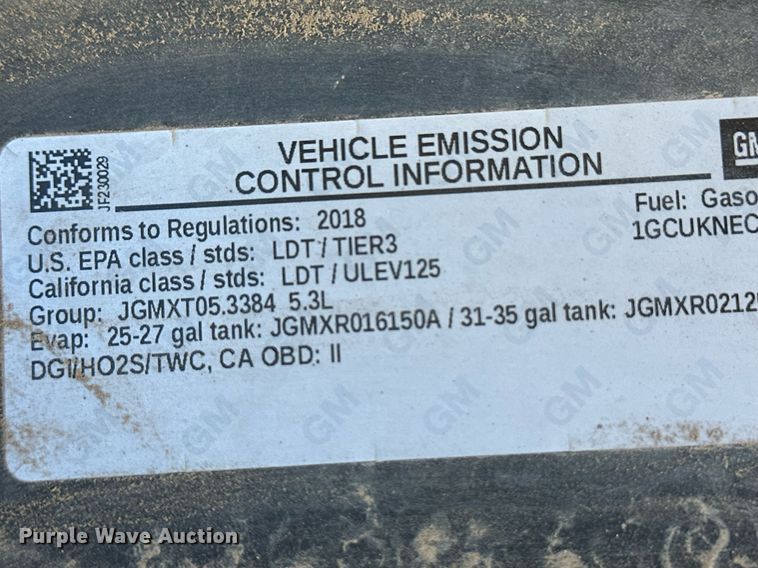 VEHICLE EMISSION
CONTROL INFORMATION
GM
JF230029
Conforms to Regulations: 2018
Fuel: Gaso
U.S. EPA class / stds: LDT / TIER3
1GCUKNEC
California class / stds: LDT / ULEV125
Group: JGMXT05.3384 5.3L
Evap: 25-27 gal tank: JGMXR016150A / 31-35 gal tank: JGMXR0212
DGI/HO2S/TWC, CA OBD: II
Purple Wave Auction